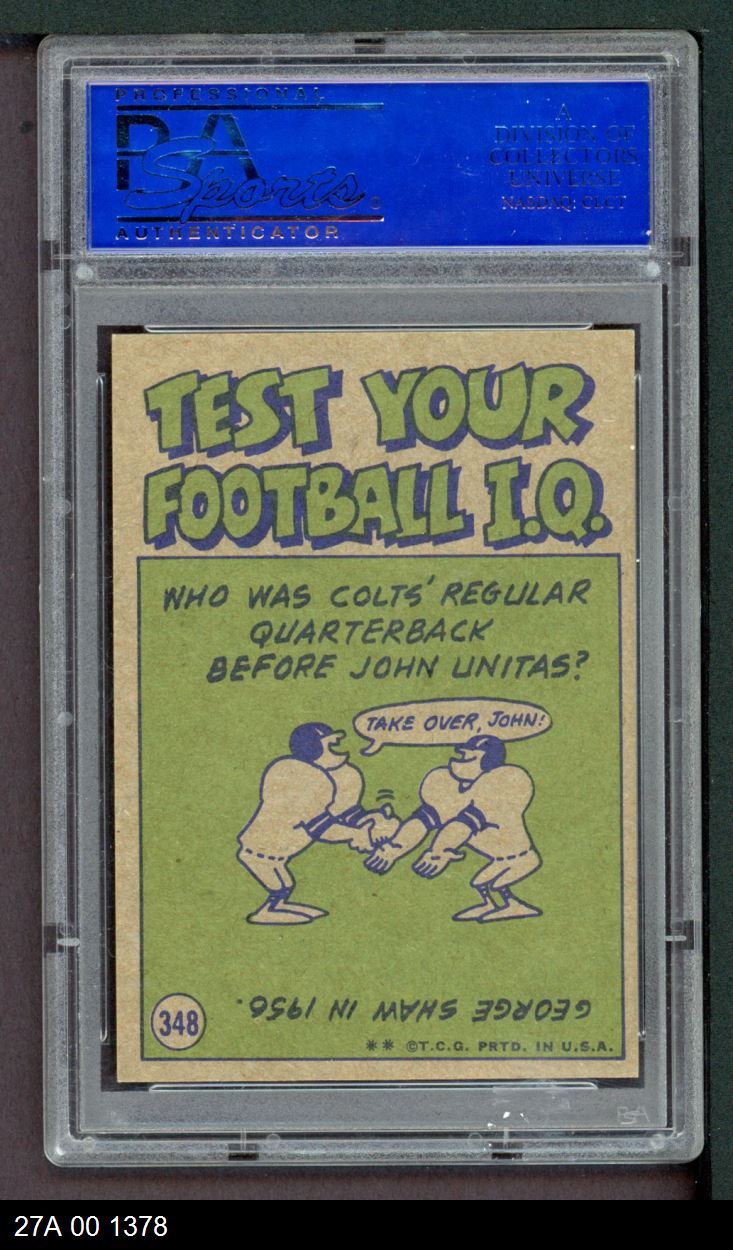 PROFESSIONAL
PSA
Sports
AUTHENTICATOR
A
DIVISION OF
COLLECTORS
UNIVERSE
NASDAQ: CLCT
TEST YOUR
FOOTBALL I.Q.
WHO WAS COLTS' REGULAR
QUARTERBACK
BEFORE JOHN UNITAS?
TAKE OVER, JOHN!
GEORGE SHAW IN 1956.
348
** ©T.C.G. PRTD. IN U.S.A.
PSA
27A 00 1378